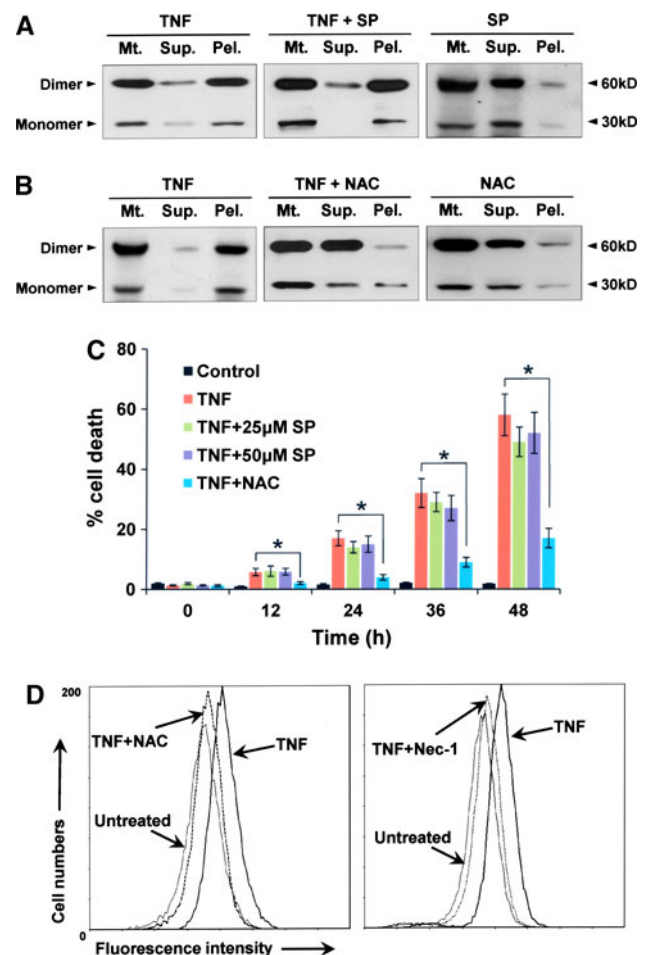 A
TNF
TNF + SP
SP
Mt. Sup. Pel.
Mt. Sup. Pel.
Mt. Sup. Pel.
Dimer
60kD
Monomer
30kD
B
TNF
TNF + NAC
NAC
Mt. Sup. Pel.
Mt. Sup. Pel.
Mt. Sup. Pel.
Dimer
60kD
Monomer
30kD
C
80
60
40
20
0
% cell death
Control
TNF
TNF+25µM SP
TNF+50µM SP
TNF+NAC
*
*
*
*
0 12 24 36 48
Time (h)
D
200
0
Cell numbers
TNF+NAC
TNF
Untreated
TNF+Nec-1
TNF
Untreated
Fluorescence intensity